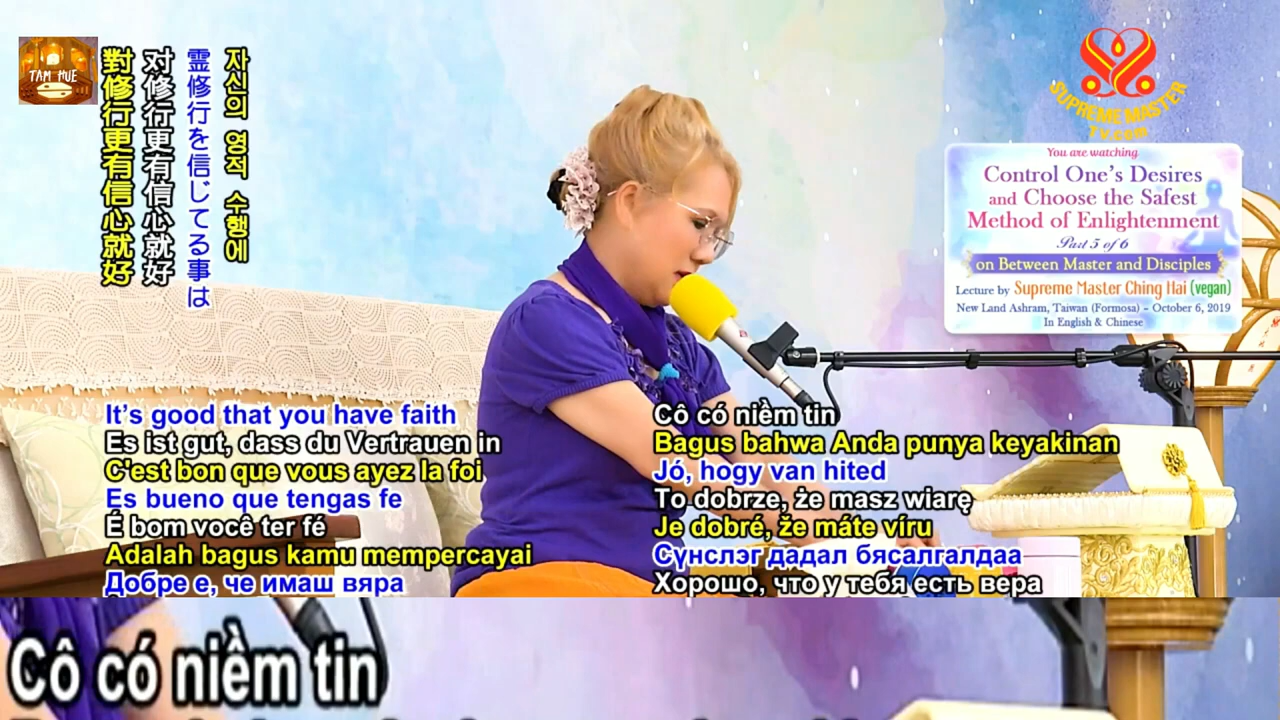 TAM HUE
對修行更有信心就好
对修行更有信心就好
霊修行を信じてる事は
자신의 영적 수행에
SUPREME MASTER
TV.com
You are watching
Control One's Desires
and Choose the Safest
Method of Enlightenment
Part 5 of 6
on Between Master and Disciples
Lecture by Supreme Master Ching Hai (vegan)
New Land Ashram, Taiwan (Formosa) – October 6, 2019
In English & Chinese
It's good that you have faith
Es ist gut, dass du Vertrauen in
C'est bon que vous ayez la foi
Es bueno que tengas fe
É bom você ter fé
Adalah bagus kamu mempercayai
Добре е, че имаш вяра
Cô có niềm tin
Bagus bahwa Anda punya keyakinan
Jó, hogy van hited
To dobrze, że masz wiarę
Je dobré, že máte víru
Сүнслэг дадал бясалгалдаа
Хорошо, что у тебя есть вера
Cô có niềm tin